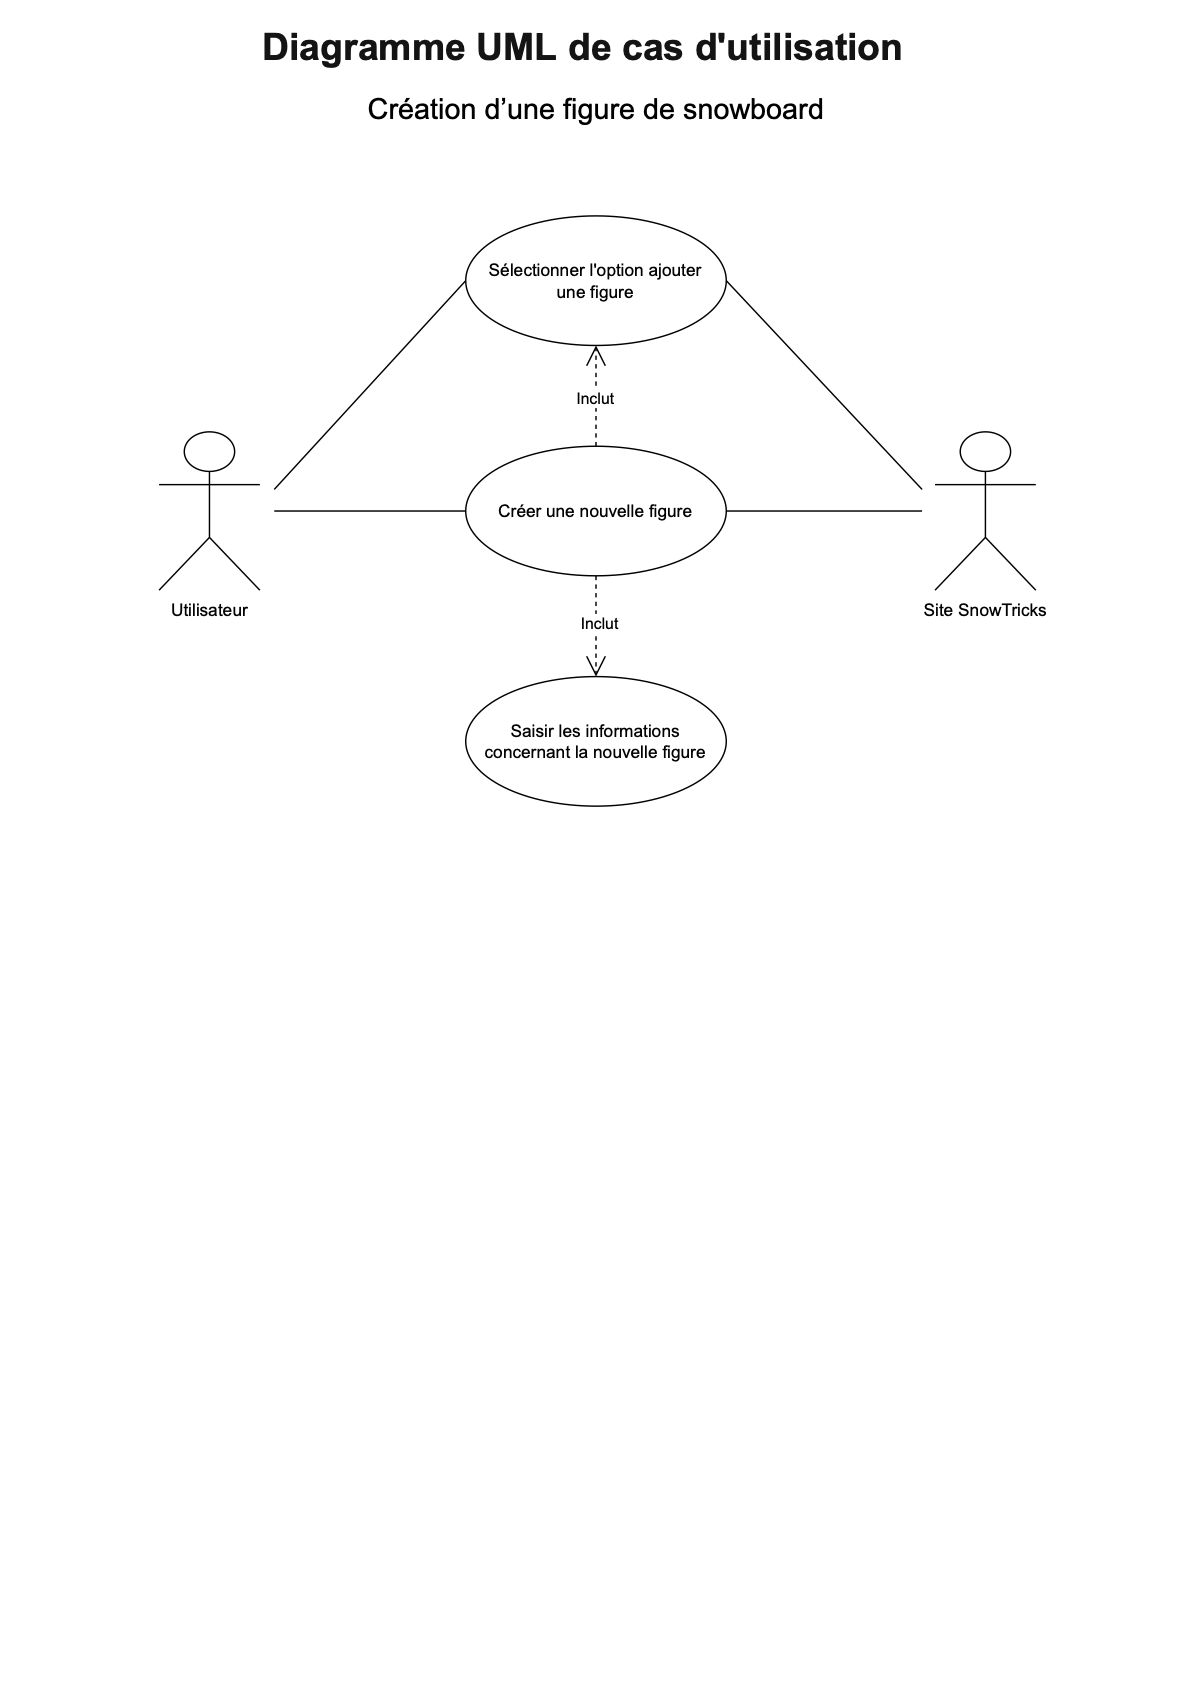 Diagramme UML de cas d'utilisation
Création d’une figure de snowboard
Sélectionner l'option ajouter
une figure
Inclut
Créer une nouvelle figure
Utilisateur
Site SnowTricks
Inclut
Saisir les informations
concernant la nouvelle figure